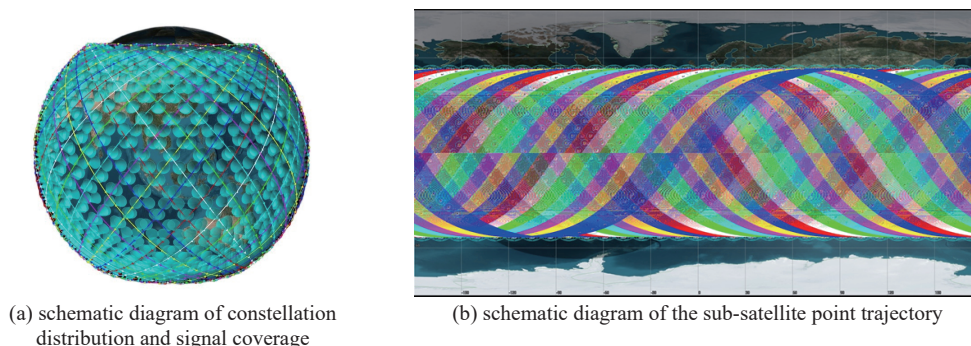 (a) schematic diagram of constellation
distribution and signal coverage
(b) schematic diagram of the sub-satellite point trajectory